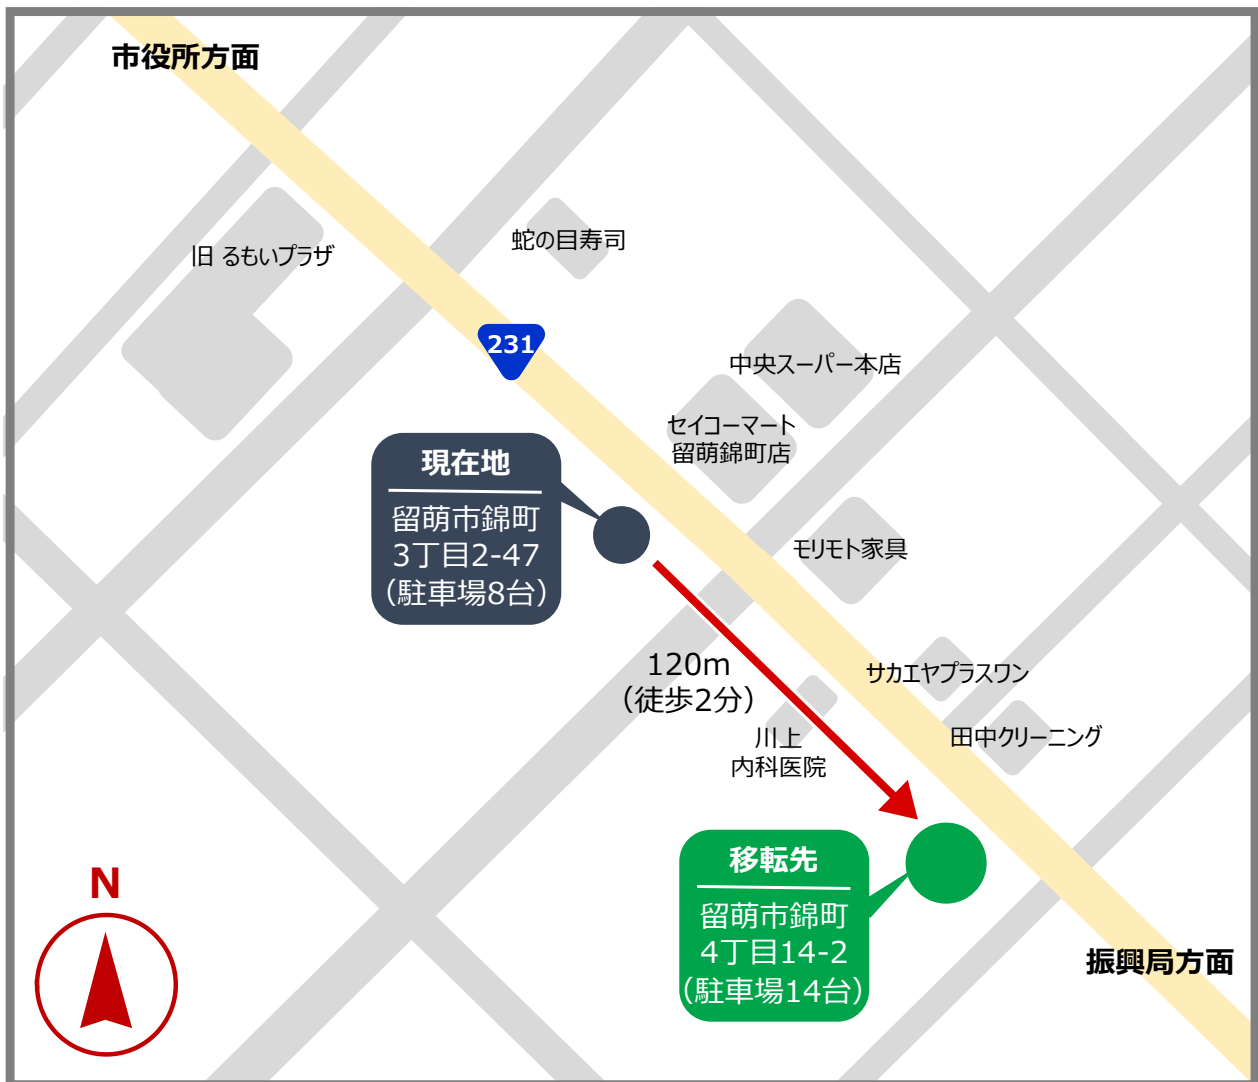 市役所方面
旧 るもいプラザ
蛇の目寿司
231
中央スーパー本店
セイコーマート
留萌錦町店
現在地
留萌市錦町
3丁目2-47
（駐車場8台）
モリモト家具
120m
（徒歩2分）
サカエヤプラスワン
川上
内科医院
田中クリーニング
移転先
留萌市錦町
4丁目14-2
（駐車場14台）
N
振興局方面